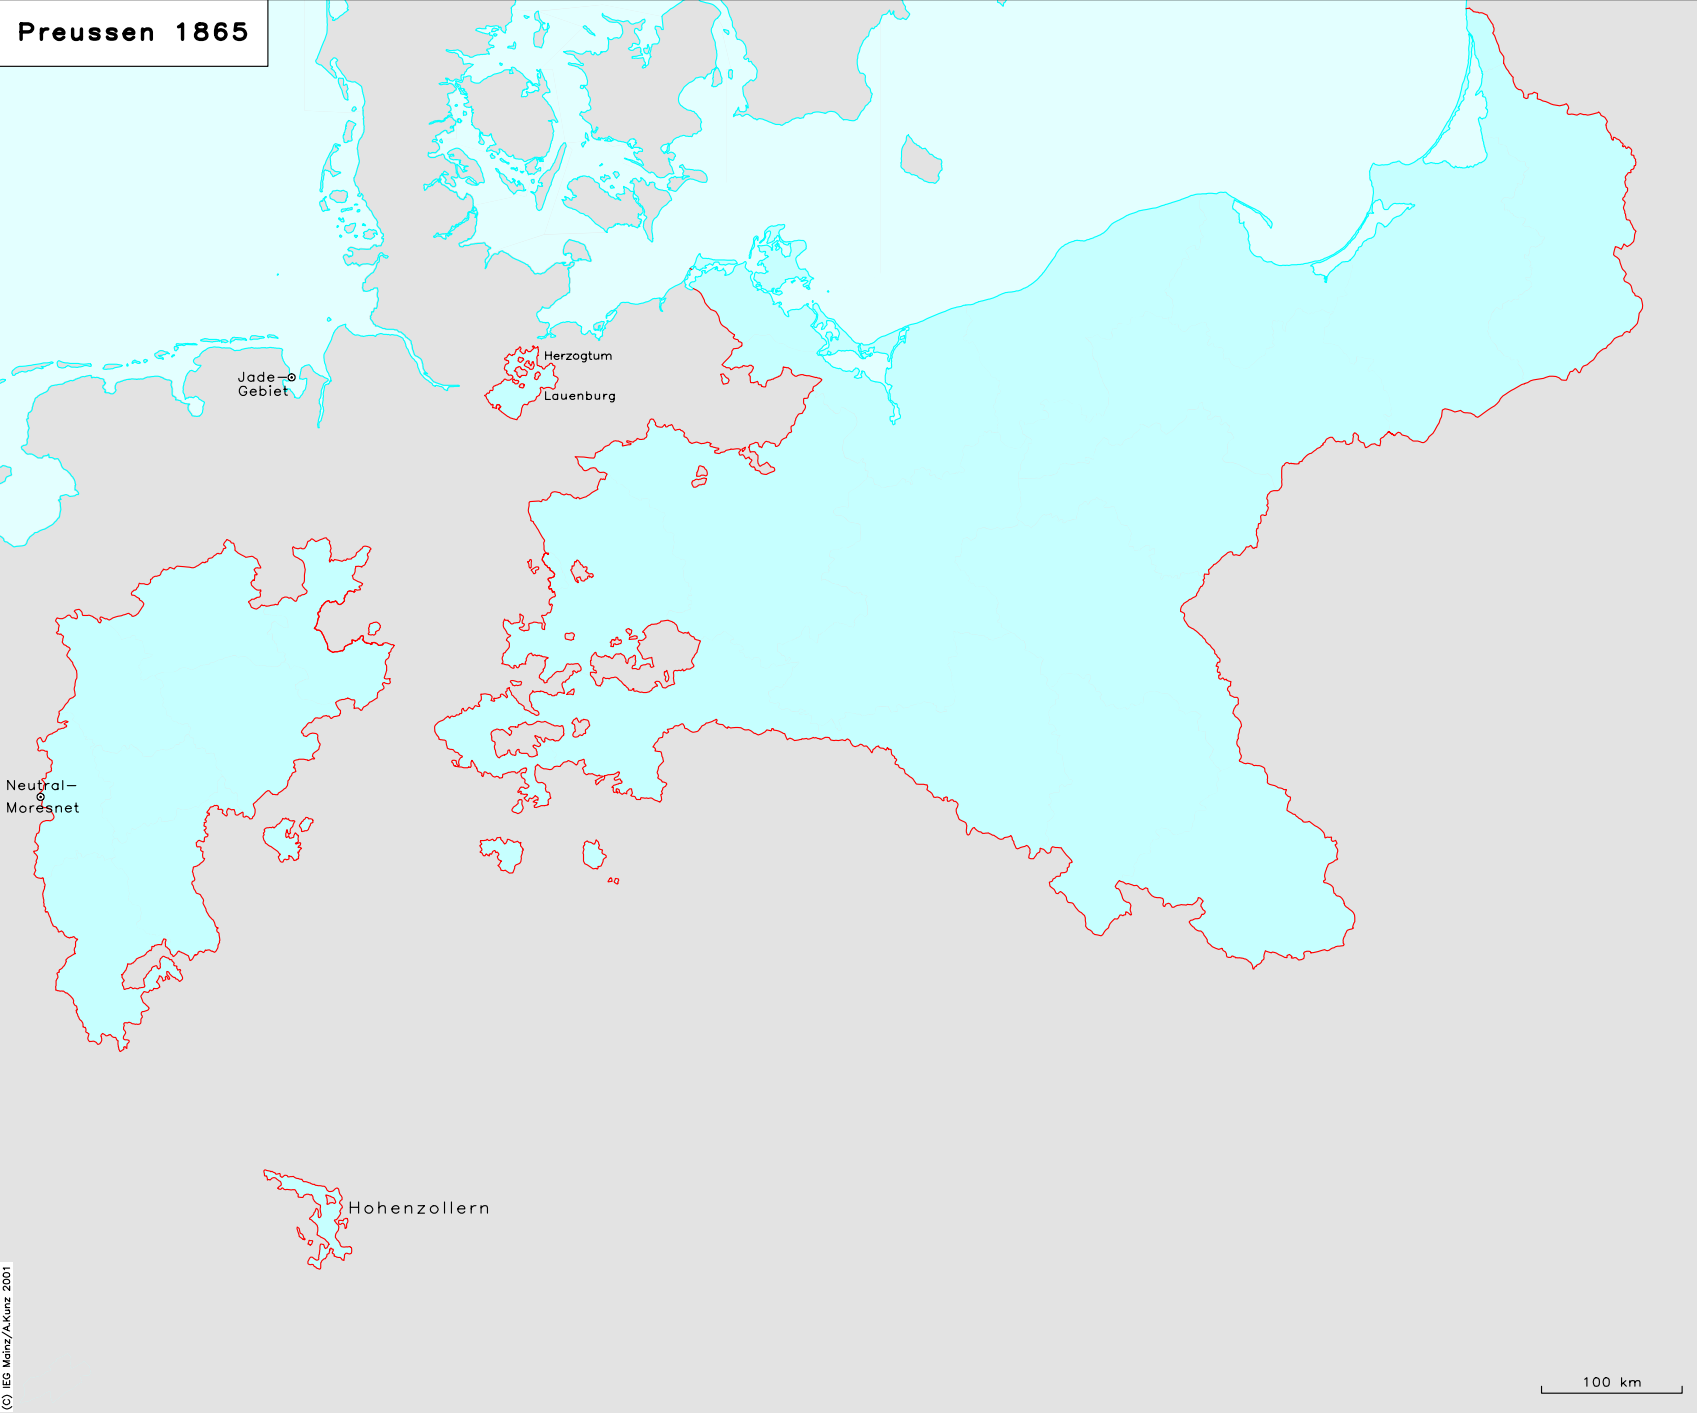 Preussen 1865
Herzogtum
Lauenburg
Jade—
Gebiet
Neutral—
Moresnet
Hohenzollern
100 km
(C) IEG Mainz/A.Kunz 2001